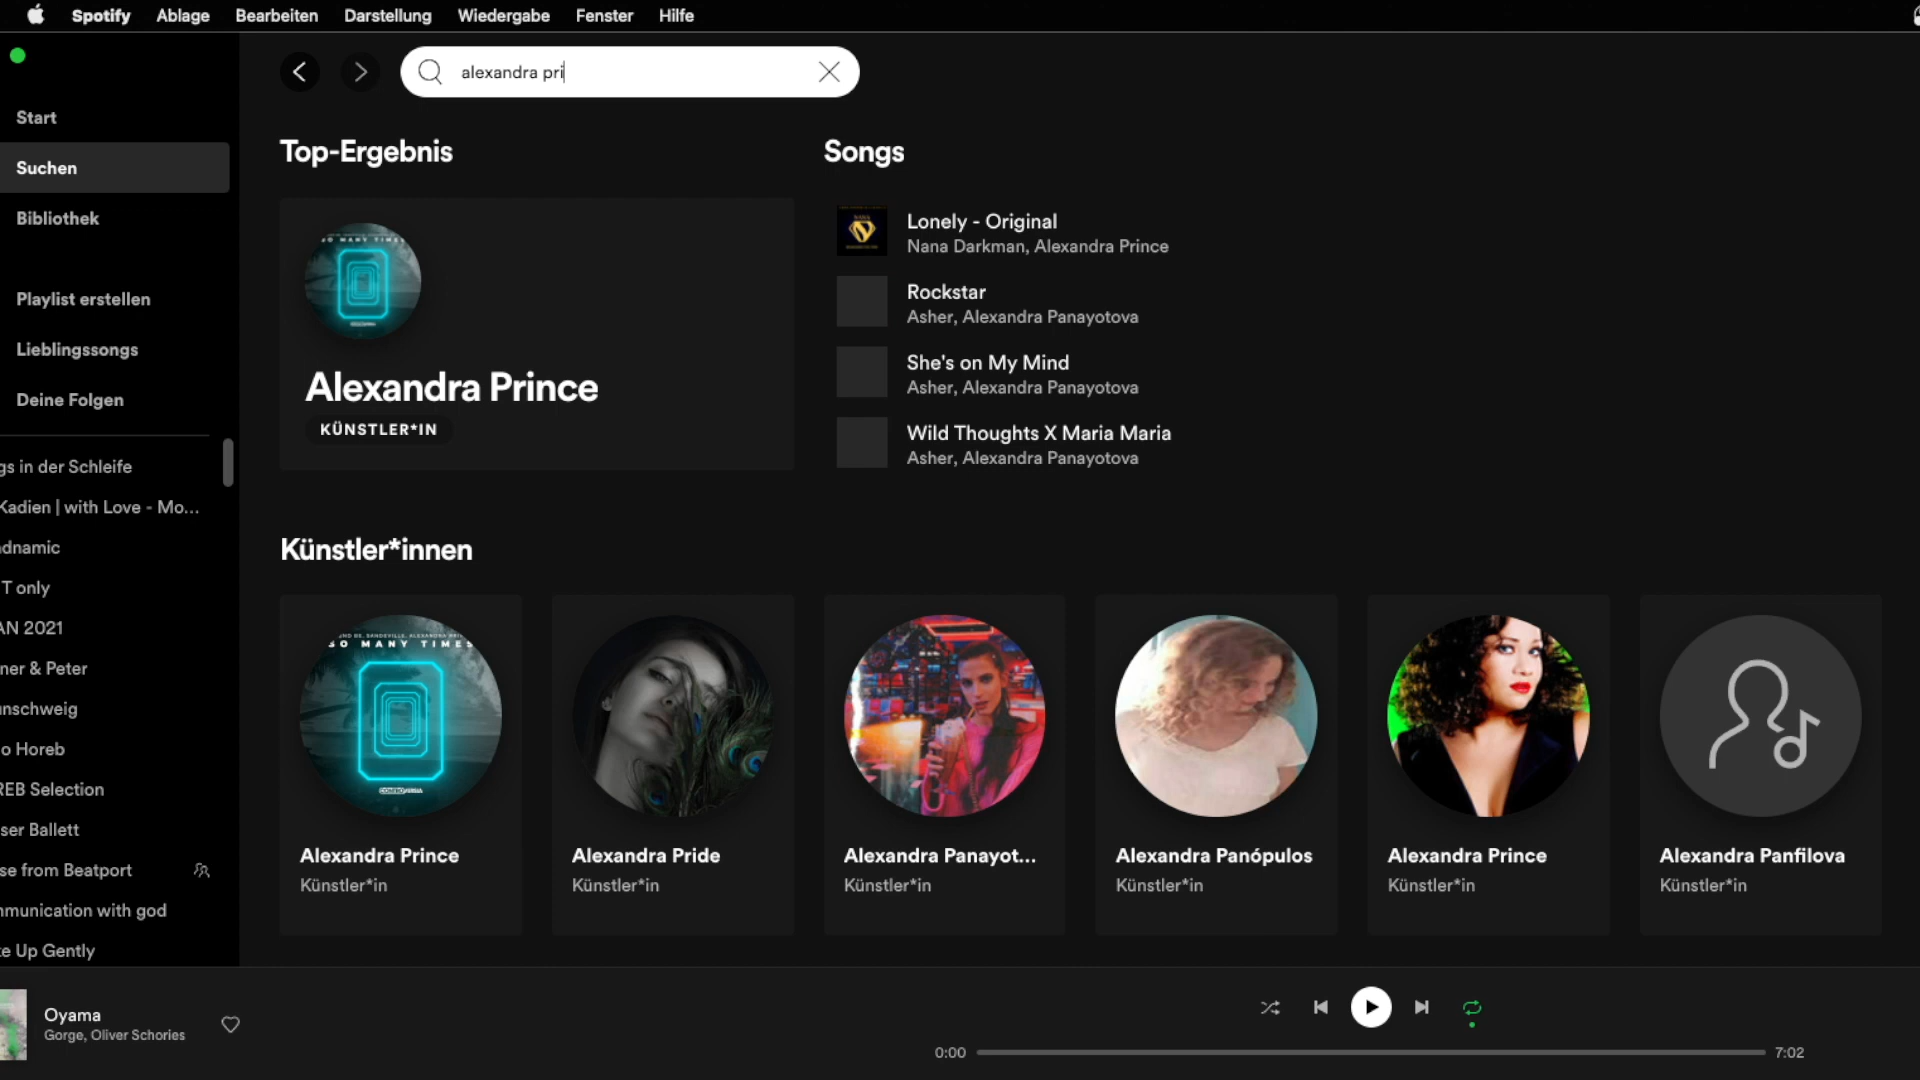 Spotify Ablage Bearbeiten Darstellung Wiedergabe Fenster Hilfe
alexandra pri
Start
Suchen
Bibliothek
Playlist erstellen
Lieblingssongs
Deine Folgen
gs in der Schleife
Kadien | with Love - Mo...
dnamic
T only
AN 2021
ner & Peter
unschweig
o Horeb
REB Selection
ser Ballett
se from Beatport
mmunication with god
e Up Gently
Top-Ergebnis
SO MANY TIMES
Alexandra Prince
KÜNSTLER*IN
Songs
Lonely - Original
Nana Darkman, Alexandra Prince
Rockstar
Asher, Alexandra Panayotova
She's on My Mind
Asher, Alexandra Panayotova
Wild Thoughts X Maria Maria
Asher, Alexandra Panayotova
Künstler*innen
SO MANY TIMES
CONTROVERSIA
Alexandra Prince
Künstler*in
Alexandra Pride
Künstler*in
Alexandra Panayot...
Künstler*in
Alexandra Panópulos
Künstler*in
Alexandra Prince
Künstler*in
Alexandra Panfilova
Künstler*in
Oyama
Gorge, Oliver Schories
0:00
7:02